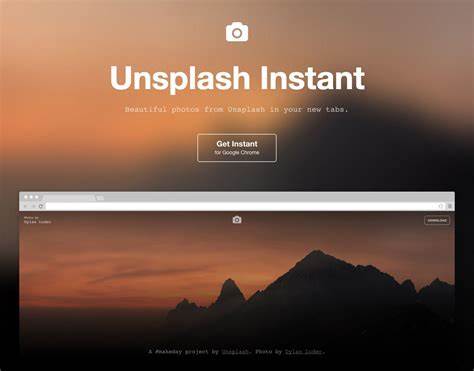 Unsplash Instant
Beautiful photos from Unsplash in your new tabs.
Get Instant
for Google Chrome
Photo by
Dylan Luder
DOWNLOAD
A #makeday project by Unsplash. Photo by Dylan Luder.